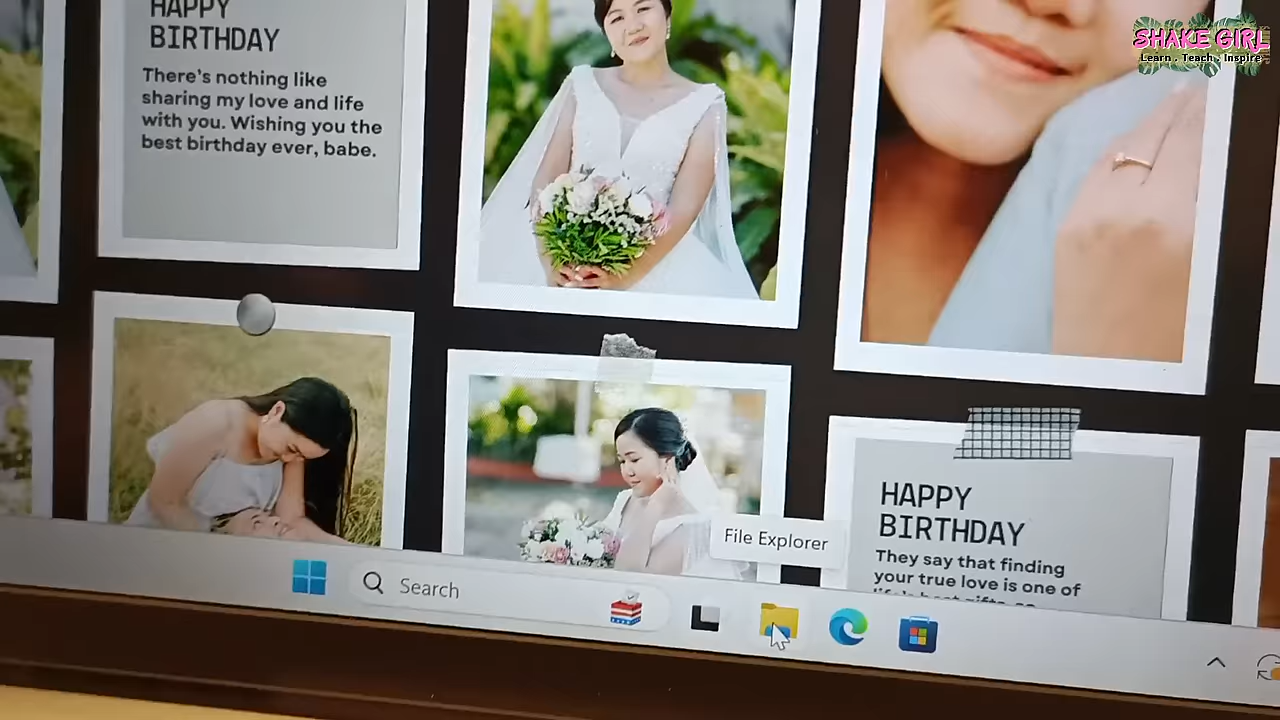 HAPPY
BIRTHDAY
There's nothing like
sharing my love and life
with you. Wishing you the
best birthday ever, babe.
SHAKE GIRL
Learn . Teach . Inspire
HAPPY
BIRTHDAY
They say that finding
your true love is one of
File Explorer
Search